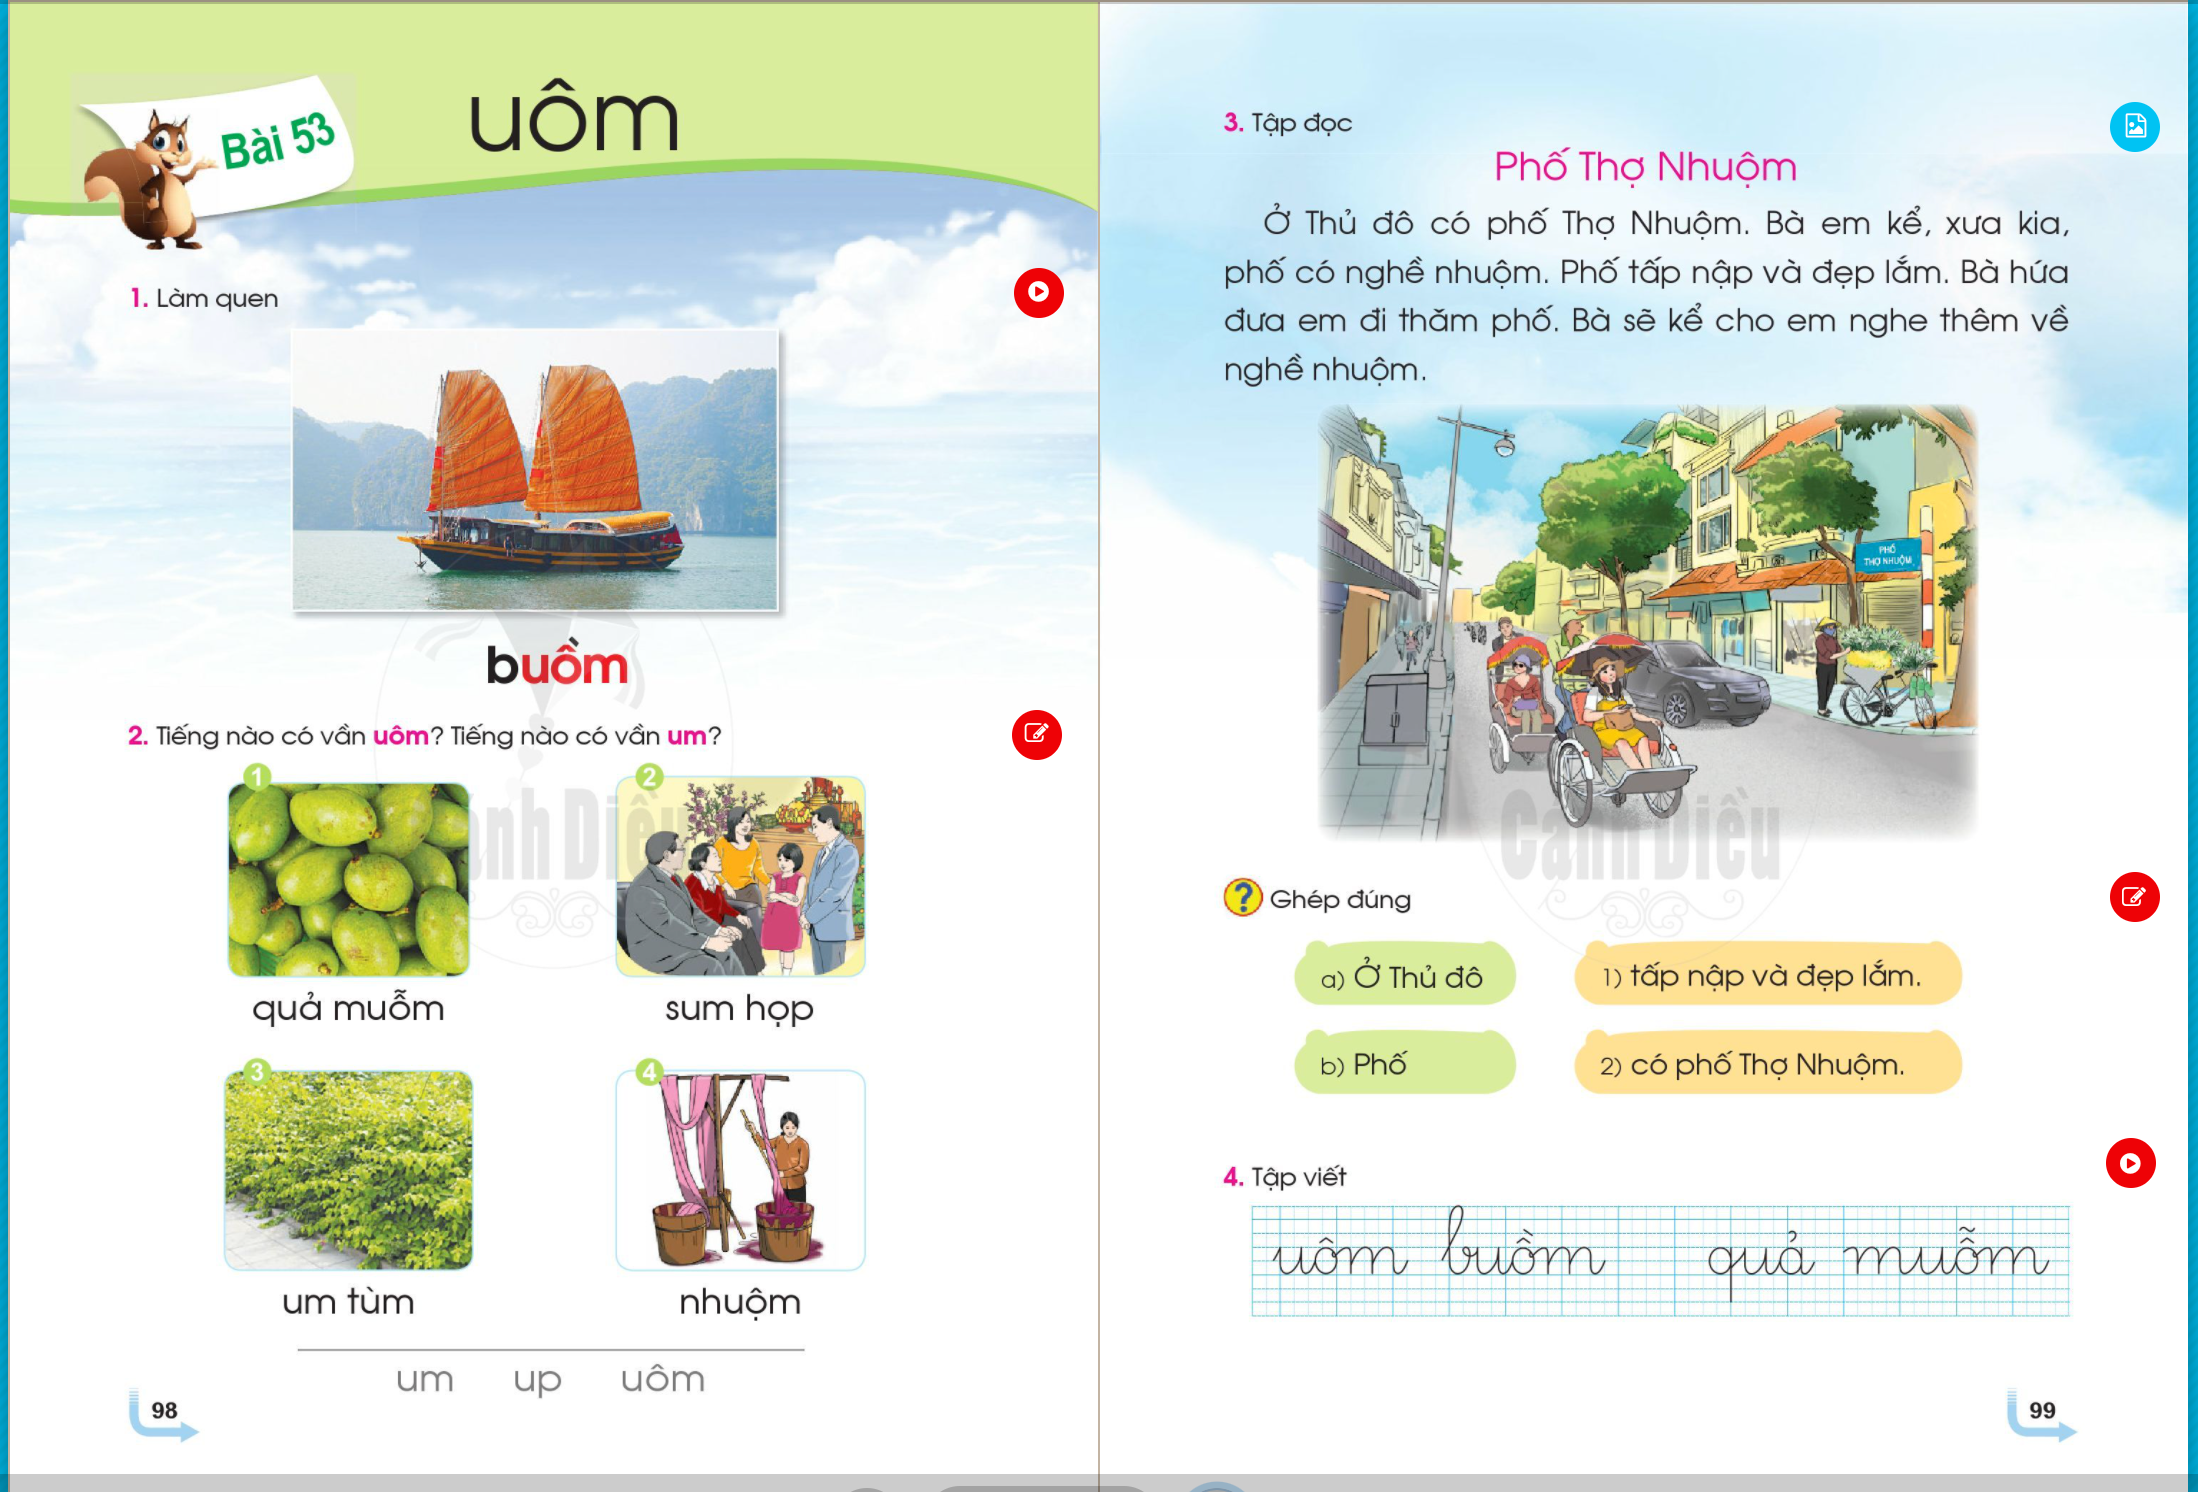 Bài 53
uôm
1. Làm quen
buồm
2. Tiếng nào có vần uôm? Tiếng nào có vần um?
1
2
quả muỗm
sum họp
3
4
um tùm
nhuộm
um up uôm
98
3. Tập đọc
Phố Thợ Nhuộm
Ở Thủ đô có phố Thợ Nhuộm. Bà em kể, xưa kia,
phố có nghề nhuộm. Phố tấp nập và đẹp lắm. Bà hứa
đưa em đi thăm phố. Bà sẽ kể cho em nghe thêm về
nghề nhuộm.
PHỐ
THỢ NHUỘM
Cánh Diều
? Ghép đúng
a) Ở Thủ đô
1) tấp nập và đẹp lắm.
b) Phố
2) có phố Thợ Nhuộm.
4. Tập viết
uôm buồm quả muỗm
99